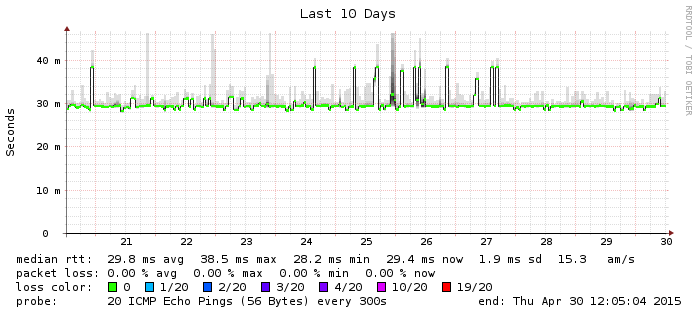 Last 10 Days
RRDTOOL / TOBI OETIKER
Seconds
40 m
30 m
20 m
10 m
0
21 22 23 24 25 26 27 28 29 30
median rtt: 29.8 ms avg 38.5 ms max 28.2 ms min 29.4 ms now 1.9 ms sd 15.3 am/s
packet loss: 0.00 % avg 0.00 % max 0.00 % min 0.00 % now
loss color: 0 1/20 2/20 3/20 4/20 10/20 19/20
probe: 20 ICMP Echo Pings (56 Bytes) every 300s end: Thu Apr 30 12:05:04 2015